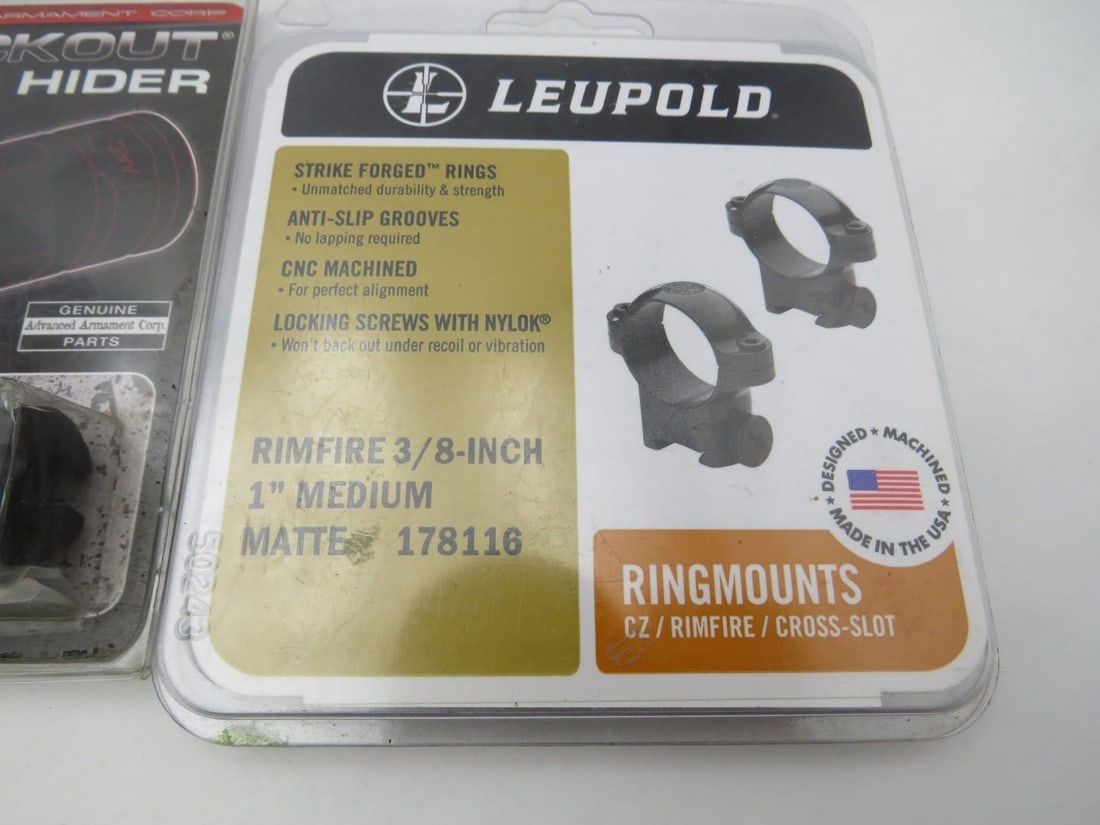 ARMAMENT CORP
CKOUT®
HIDER
AAC
GENUINE
Advanced Armament Corp.
PARTS
LEUPOLD®
STRIKE FORGED™ RINGS
• Unmatched durability & strength
ANTI-SLIP GROOVES
• No lapping required
CNC MACHINED
• For perfect alignment
LOCKING SCREWS WITH NYLOK®
• Won't back out under recoil or vibration
RIMFIRE 3/8-INCH
1" MEDIUM
MATTE 178116
50243
DESIGNED ★ MACHINED ★ MADE IN THE USA ★
RINGMOUNTS
CZ / RIMFIRE / CROSS-SLOT